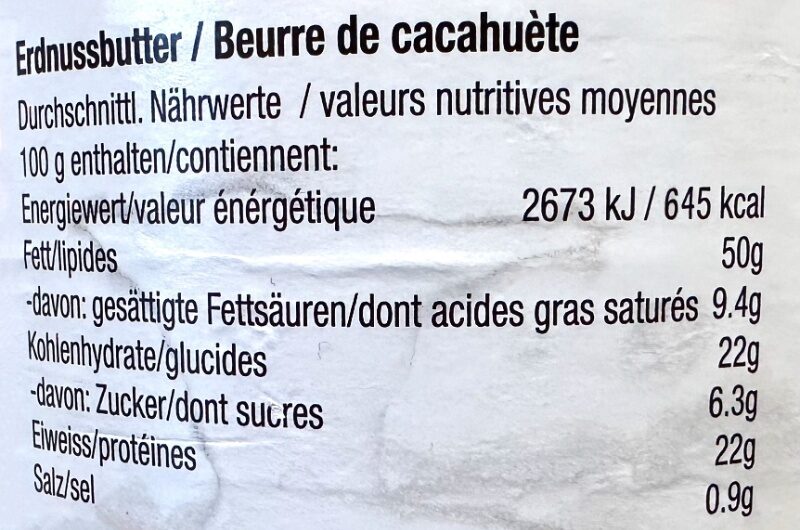 Erdnussbutter / Beurre de cacahuète
Durchschnittl. Nährwerte / valeurs nutritives moyennes
100 g enthalten/contiennent:
Energiewert/valeur énérgétique 2673 kJ / 645 kcal
Fett/lipides 50g
-davon: gesättigte Fettsäuren/dont acides gras saturés 9.4g
Kohlenhydrate/glucides 22g
-davon: Zucker/dont sucres 6.3g
Eiweiss/protéines 22g
Salz/sel 0.9g